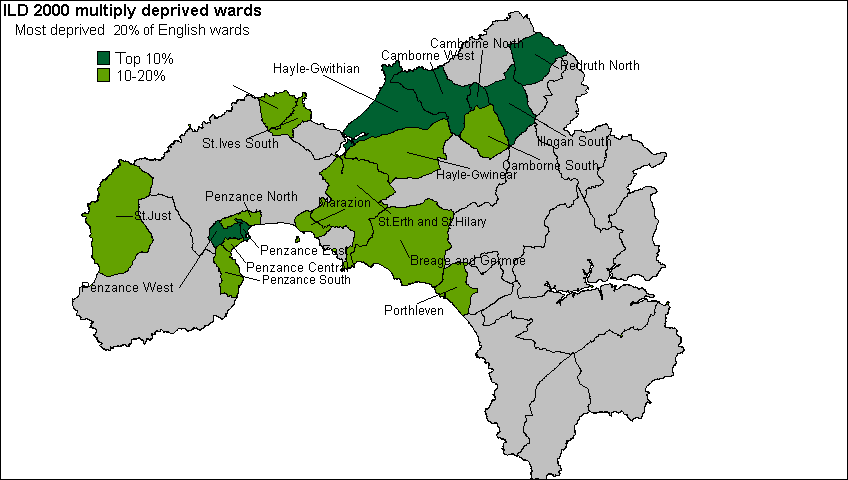 ILD 2000 multiply deprived wards
Most deprived 20% of English wards
Top 10%
10-20%
Camborne North
Camborne West
Hayle-Gwithian
Redruth North
St.Ives South
Illogan South
Camborne South
Hayle-Gwinear
Penzance North
Marazion
St.Just
St.Erth and St.Hilary
Penzance East
Breage and Germoe
Penzance Central
Penzance South
Penzance West
Porthleven